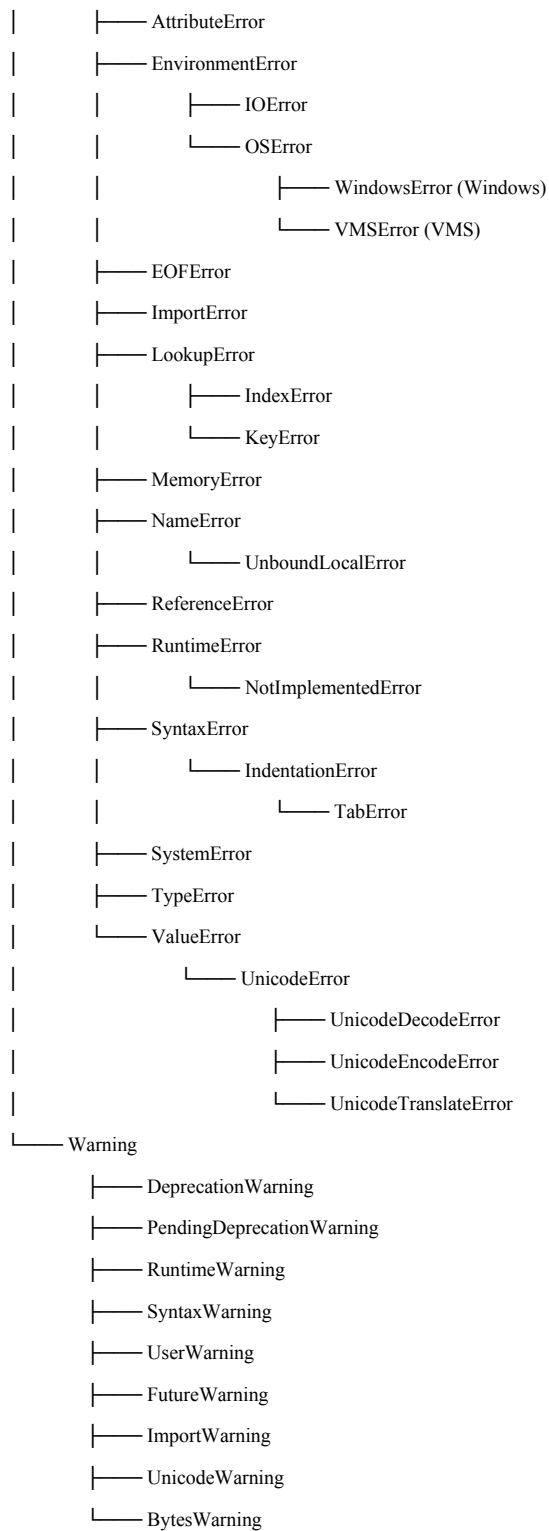 AttributeError
EnvironmentError
IOError
OSError
WindowsError (Windows)
VMSError (VMS)
EOFError
ImportError
LookupError
IndexError
KeyError
MemoryError
NameError
UnboundLocalError
ReferenceError
RuntimeError
NotImplementedError
SyntaxError
IndentationError
TabError
SystemError
TypeError
ValueError
UnicodeError
UnicodeDecodeError
UnicodeEncodeError
UnicodeTranslateError
Warning
DeprecationWarning
PendingDeprecationWarning
RuntimeWarning
SyntaxWarning
UserWarning
FutureWarning
ImportWarning
UnicodeWarning
BytesWarning